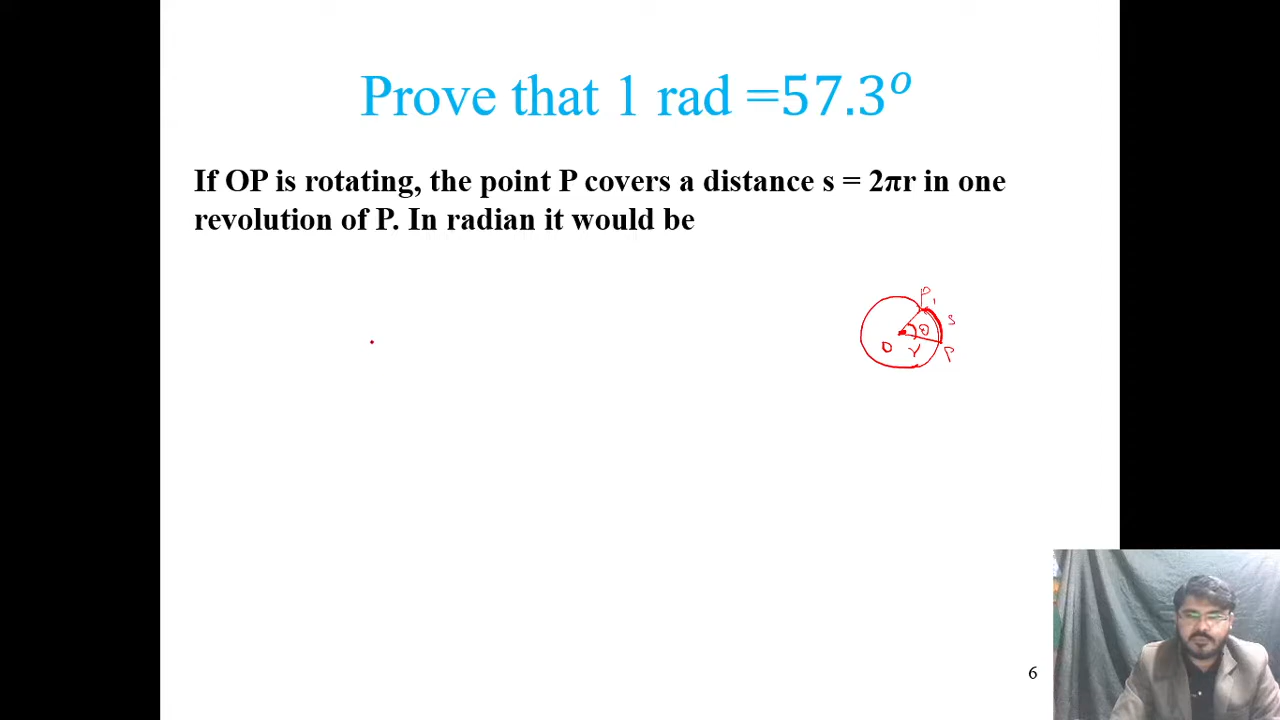 Prove that 1 rad =57.3°
If OP is rotating, the point P covers a distance s = 2πr in one
revolution of P. In radian it would be
P1
s
θ
O
r
P
6